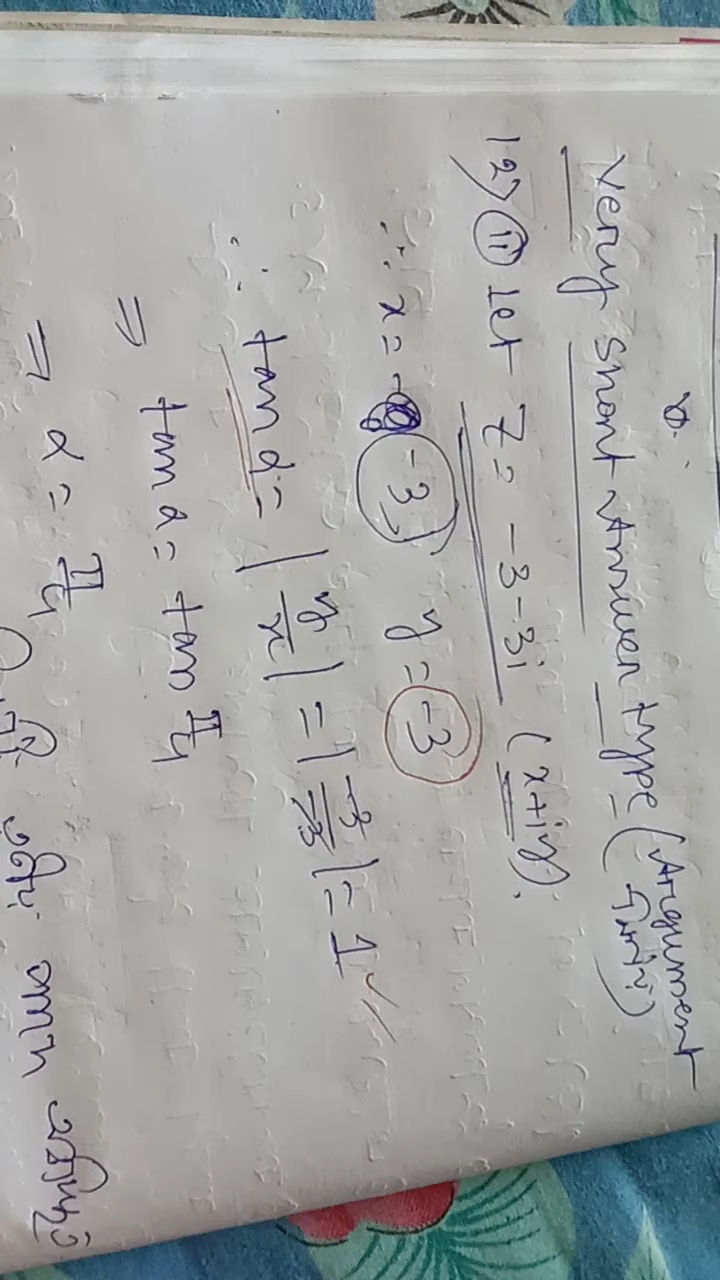 Very Short Answer type (Argument
12) (ii) Let z = -3-3i (x+iy).
∴ x = -3, y = -3
∴ tan α = |y/x| = |-3/-3| = 1
⇒ tan α = tan π/4
⇒ α = π/4